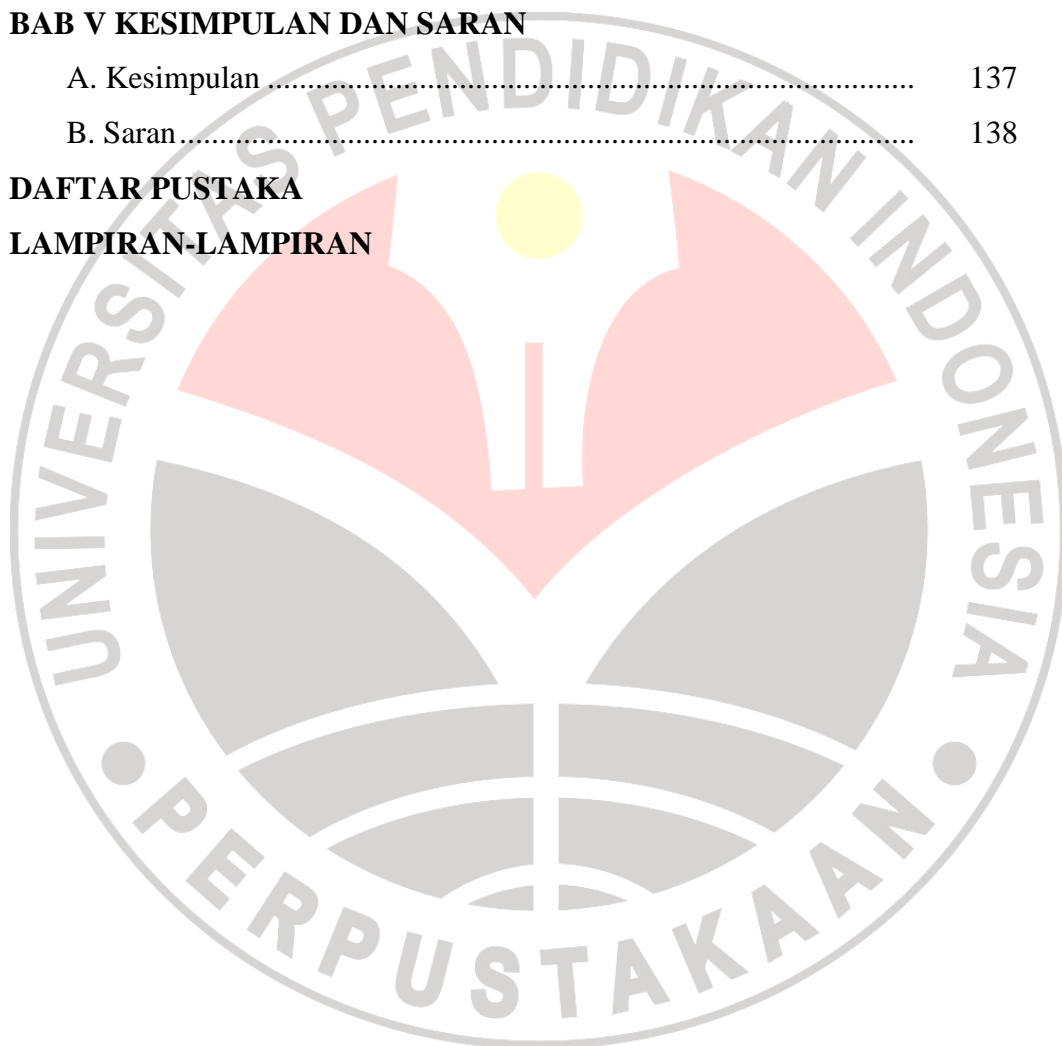 BAB V KESIMPULAN DAN SARAN
A. Kesimpulan ............................................................................... 137
B. Saran .......................................................................................... 138
DAFTAR PUSTAKA
LAMPIRAN-LAMPIRAN
UNIVERSITAS PENDIDIKAN INDONESIA
PERPUSTAKAAN